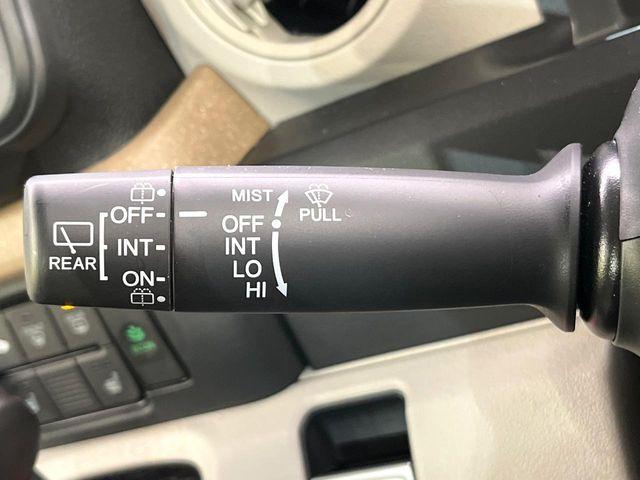 OFF
INT
ON
REAR
MIST
OFF
INT
LO
HI
PULL